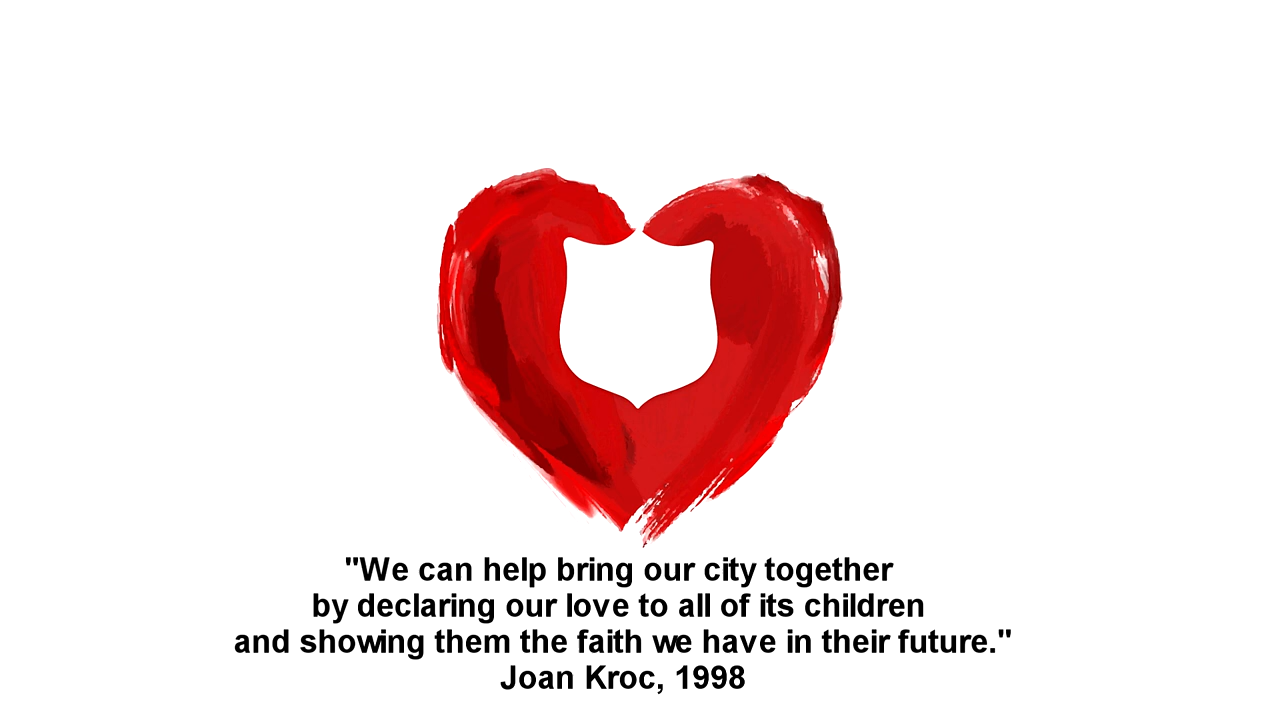 "We can help bring our city together
by declaring our love to all of its children
and showing them the faith we have in their future."
Joan Kroc, 1998